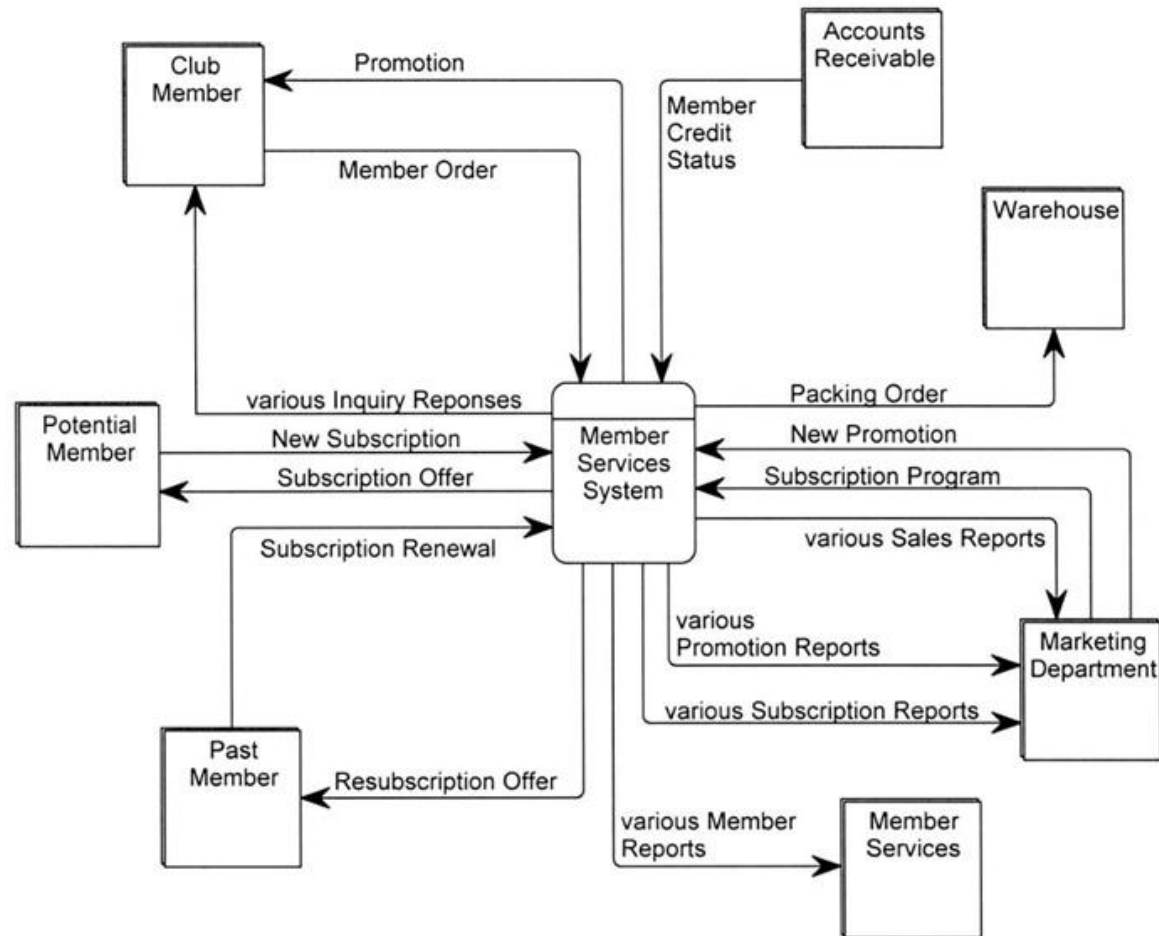 Club
Member
Promotion
Accounts
Receivable
Member
Credit
Status
Member Order
Warehouse
various Inquiry Reponses
Packing Order
Potential
Member
New Subscription
Subscription Offer
Member
Services
System
New Promotion
Subscription Program
various Sales Reports
Subscription Renewal
various
Promotion Reports
Marketing
Department
various Subscription Reports
Past
Member
Resubscription Offer
various Member
Reports
Member
Services